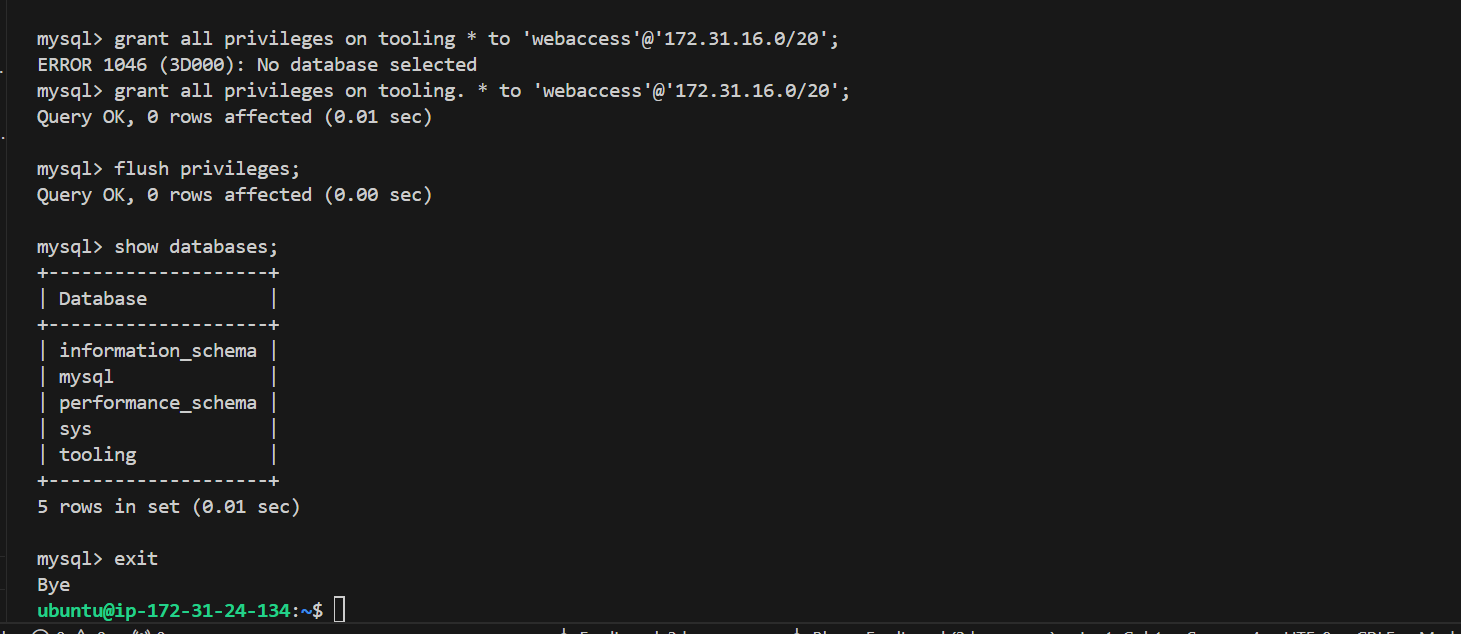 mysql> grant all privileges on tooling * to 'webaccess'@'172.31.16.0/20';
ERROR 1046 (3D000): No database selected
mysql> grant all privileges on tooling. * to 'webaccess'@'172.31.16.0/20';
Query OK, 0 rows affected (0.01 sec)
mysql> flush privileges;
Query OK, 0 rows affected (0.00 sec)
mysql> show databases;
+--------------------+
| Database           |
+--------------------+
| information_schema |
| mysql              |
| performance_schema |
| sys                |
| tooling            |
+--------------------+
5 rows in set (0.01 sec)
mysql> exit
Bye
ubuntu@ip-172-31-24-134:~$